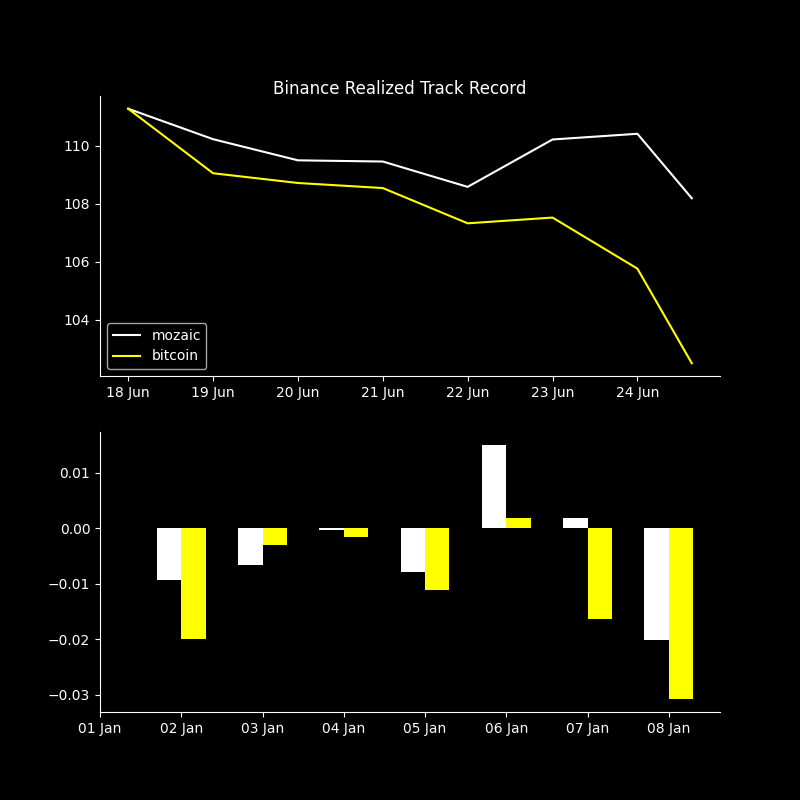 Binance Realized Track Record
110
108
106
104
mozaic
bitcoin
18 Jun 19 Jun 20 Jun 21 Jun 22 Jun 23 Jun 24 Jun
0.01
0.00
−0.01
−0.02
−0.03
01 Jan 02 Jan 03 Jan 04 Jan 05 Jan 06 Jan 07 Jan 08 Jan